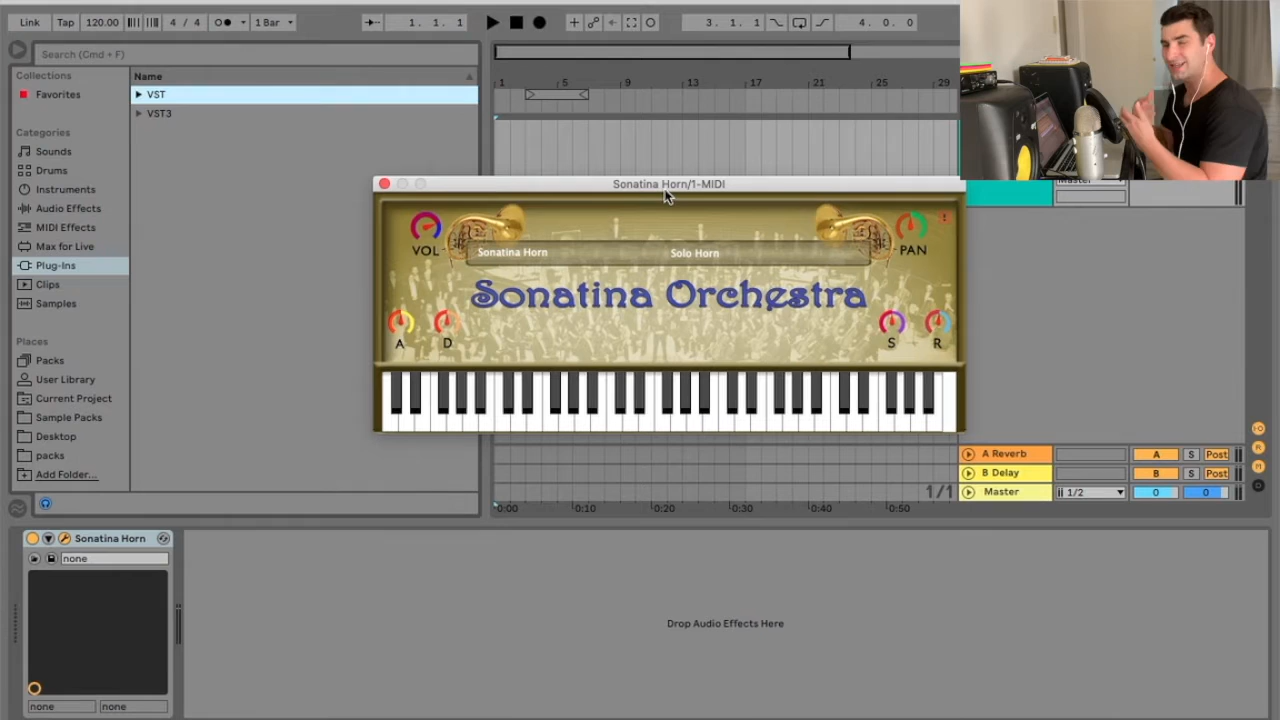 Link Tap 120.00 4 / 4 1 Bar 1. 1. 1 3. 1. 1 4. 0. 0
Search (Cmd + F)
Collections
Favorites
Categories
Sounds
Drums
Instruments
Audio Effects
MIDI Effects
Max for Live
Plug-Ins
Clips
Samples
Places
Packs
User Library
Current Project
Sample Packs
Desktop
packs
Add Folder...
Name
VST
VST3
1 5 9 13 17 21 25 29
Master
Sonatina Horn/1-MIDI
VOL
Sonatina Horn Solo Horn
PAN
Sonatina Orchestra
A D S R
A Reverb A S Post
B Delay B S Post
1/1 Master 1/2 0 0
0:00 0:10 0:20 0:30 0:40 0:50
Sonatina Horn
none
none none
Drop Audio Effects Here